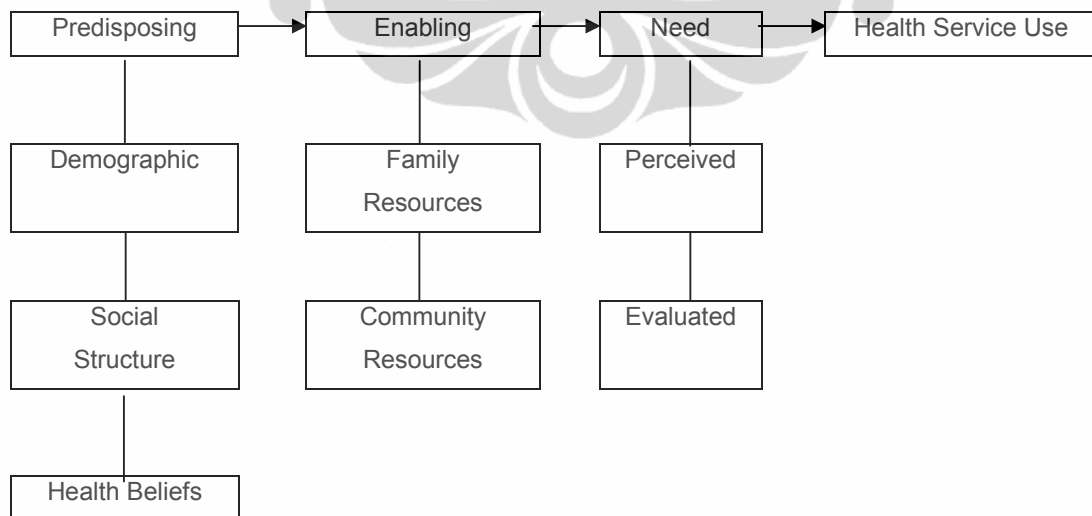 Predisposing
Enabling
Need
Health Service Use
Demographic
Family
Resources
Perceived
Social
Structure
Community
Resources
Evaluated
Health Beliefs